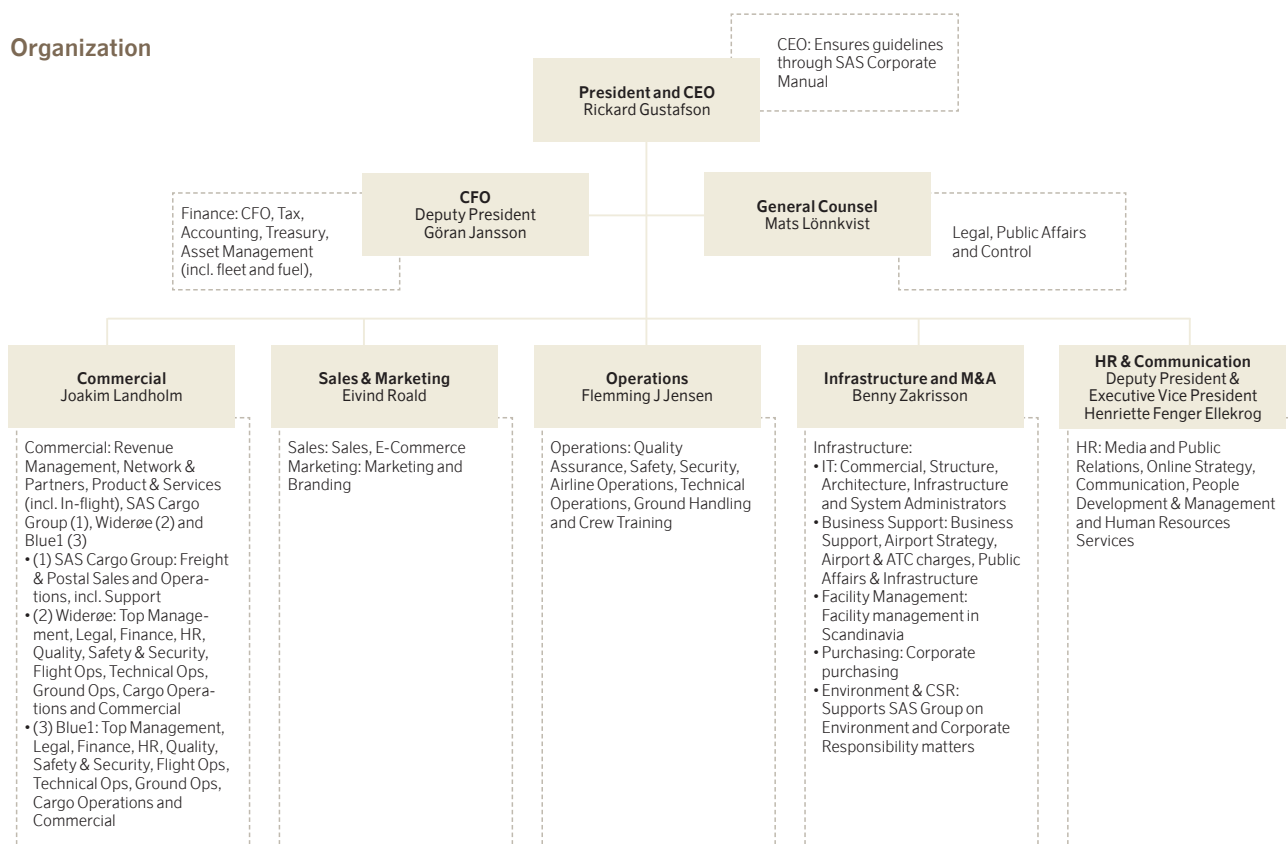 Organization
CEO: Ensures guidelines
through SAS Corporate
Manual
President and CEO
Rickard Gustafson
CFO
Deputy President
Göran Jansson
Finance: CFO, Tax,
Accounting, Treasury,
Asset Management
(incl. fleet and fuel),
General Counsel
Mats Lönnkvist
Legal, Public Affairs
and Control
Commercial
Joakim Landholm
Commercial: Revenue
Management, Network &
Partners, Product & Services
(incl. In-flight), SAS Cargo
Group (1), Widerøe (2) and
Blue1 (3)
• (1) SAS Cargo Group: Freight
& Postal Sales and Opera-
tions, incl. Support
• (2) Widerøe: Top Manage-
ment, Legal, Finance, HR,
Quality, Safety & Security,
Flight Ops, Technical Ops,
Ground Ops, Cargo Opera-
tions and Commercial
• (3) Blue1: Top Management,
Legal, Finance, HR, Quality,
Safety & Security, Flight Ops,
Technical Ops, Ground Ops,
Cargo Operations and
Commercial
Sales & Marketing
Eivind Roald
Sales: Sales, E-Commerce
Marketing: Marketing and
Branding
Operations
Flemming J Jensen
Operations: Quality
Assurance, Safety, Security,
Airline Operations, Technical
Operations, Ground Handling
and Crew Training
Infrastructure and M&A
Benny Zakrisson
Infrastructure:
• IT: Commercial, Structure,
Architecture, Infrastructure
and System Administrators
• Business Support: Business
Support, Airport Strategy,
Airport & ATC charges, Public
Affairs & Infrastructure
• Facility Management:
Facility management in
Scandinavia
• Purchasing: Corporate
purchasing
• Environment & CSR:
Supports SAS Group on
Environment and Corporate
Responsibility matters
HR & Communication
Deputy President &
Executive Vice President
Henriette Fenger Ellekrog
HR: Media and Public
Relations, Online Strategy,
Communication, People
Development & Management
and Human Resources
Services